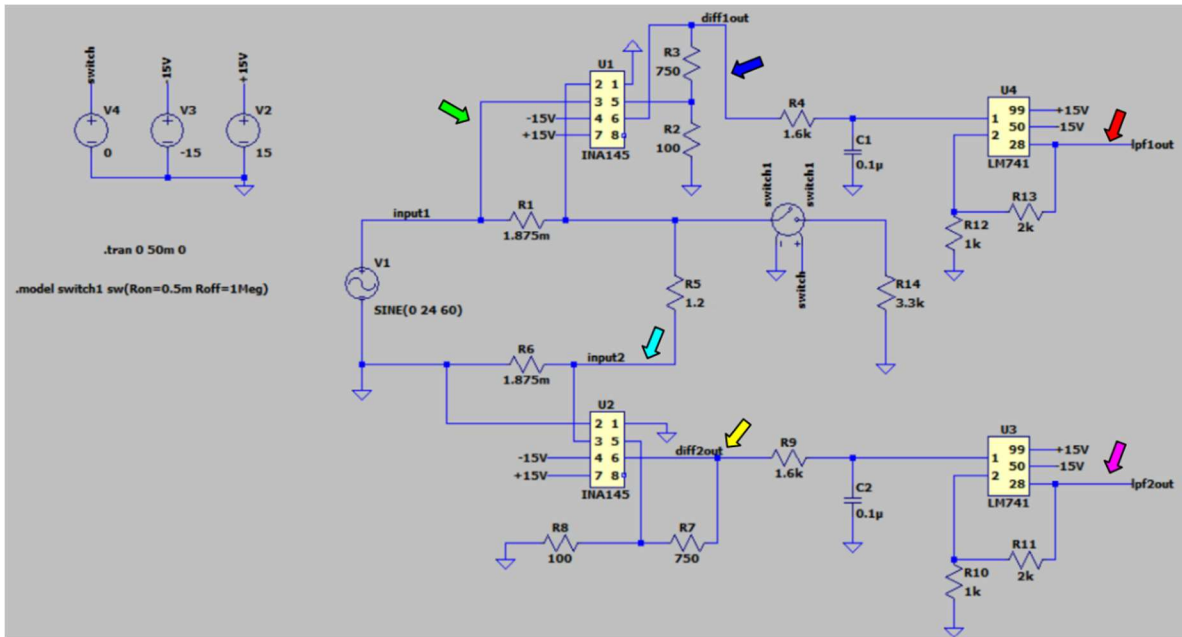 diff1out
switch
-15V
+15V
V4
V3
V2
0
-15
15
U1
2 1
3 5
4 6
7 8
-15V
+15V
INA145
R3
750
R2
100
R4
1.6k
C1
0.1µ
U4
1
2
99
50
28
+15V
-15V
LM741
lpf1out
R13
2k
R12
1k
switch1
switch1
switch
input1
R1
1.875m
.tran 0 50m 0
.model switch1 sw(Ron=0.5m Roff=1Meg)
V1
SINE(0 24 60)
R5
1.2
R14
3.3k
R6
1.875m
input2
U2
2 1
3 5
4 6
7 8
-15V
+15V
INA145
diff2out
R9
1.6k
C2
0.1µ
U3
1
2
99
50
28
+15V
-15V
LM741
lpf2out
R8
100
R7
750
R11
2k
R10
1k